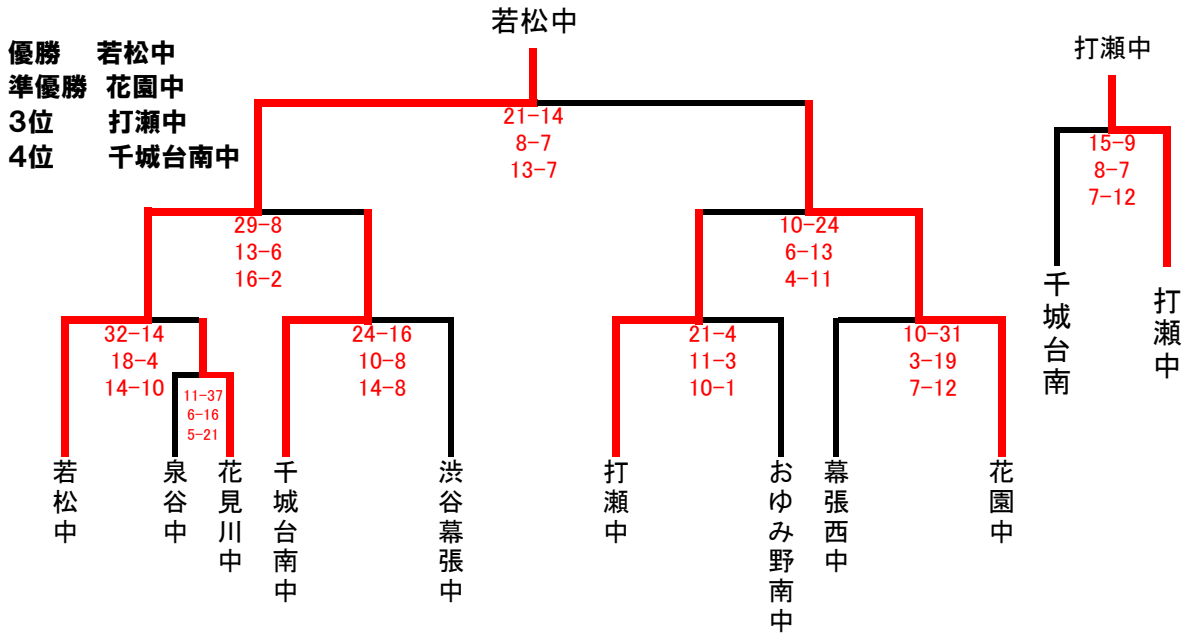 若松中
打瀬中
優勝 若松中
準優勝 花園中
3位 打瀬中
4位 千城台南中
21-14
8-7
13-7
15-9
8-7
7-12
29-8
13-6
16-2
10-24
6-13
4-11
千城台南
打瀬中
32-14
18-4
14-10
11-37
6-16
5-21
24-16
10-8
14-8
21-4
11-3
10-1
10-31
3-19
7-12
若松中
泉谷中
花見川中
千城台南中
渋谷幕張中
打瀬中
おゆみ野南中
幕張西中
花園中